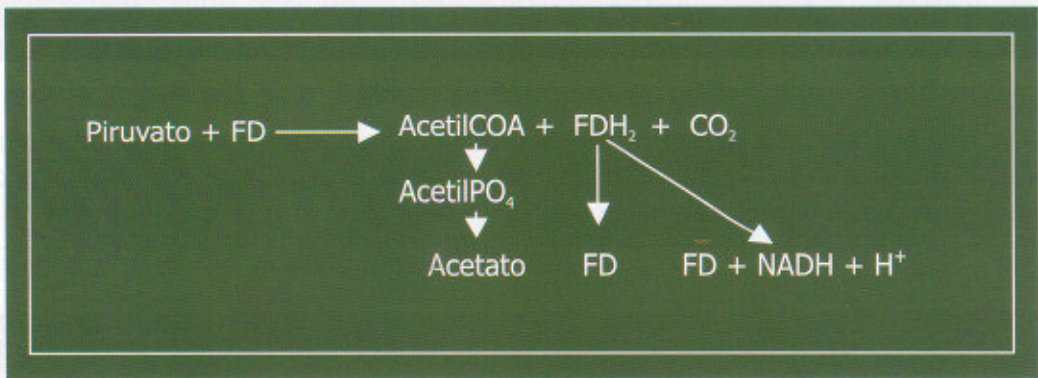 Piruvato + FD → AcetilCOA + FDH₂ + CO₂
AcetilPO₄
Acetato FD FD + NADH + H⁺